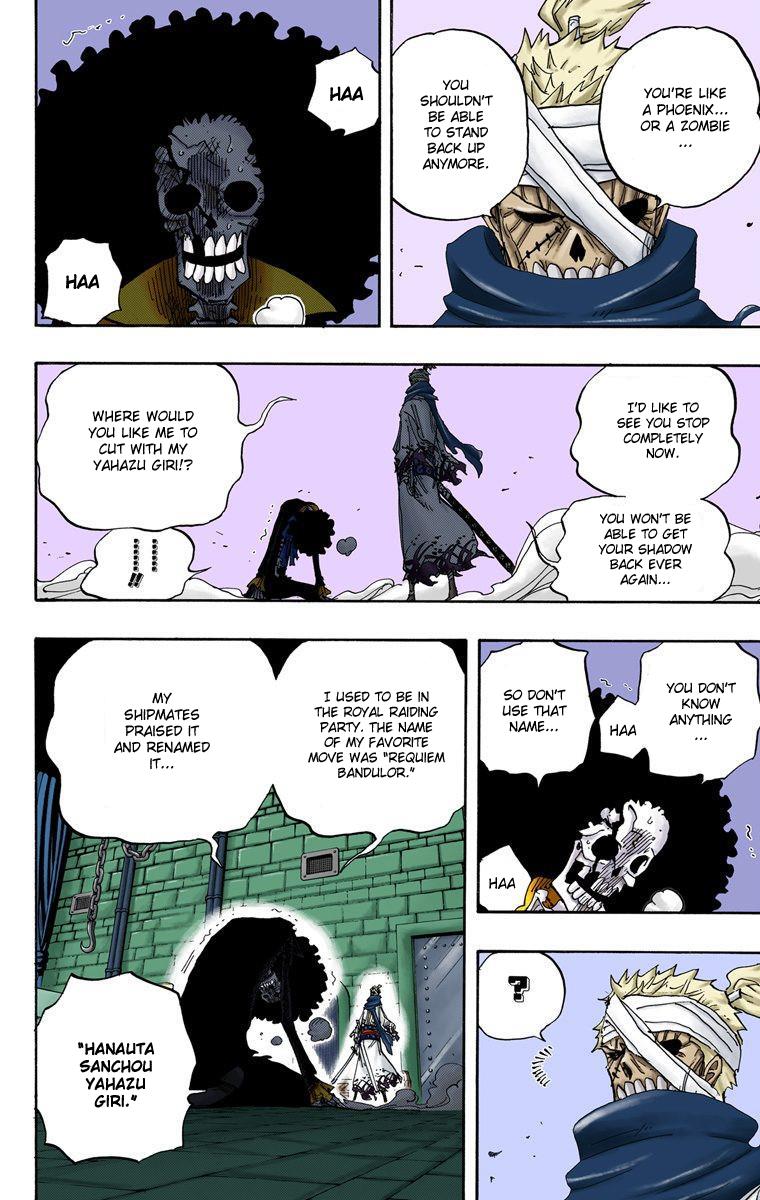 YOU'RE LIKE
A PHOENIX...
OR A ZOMBIE
...
YOU
SHOULDN'T
BE ABLE
TO STAND
BACK UP
ANYMORE.
HAA
HAA
I'D LIKE TO
SEE YOU STOP
COMPLETELY
NOW.
YOU WON'T BE
ABLE TO GET
YOUR SHADOW
BACK EVER
AGAIN...
WHERE WOULD
YOU LIKE ME TO
CUT WITH MY
YAHAZU GIRI!?
......!!
YOU DON'T
KNOW
ANYTHING
...
HAA
SO DON'T
USE THAT
NAME...
HAA
?
I USED TO BE IN
THE ROYAL RAIDING
PARTY. THE NAME
OF MY FAVORITE
MOVE WAS "REQUIEM
BANDULOR."
MY
SHIPMATES
PRAISED IT
AND RENAMED
IT...
"HANAUTA
SANCHOU
YAHAZU
GIRI."